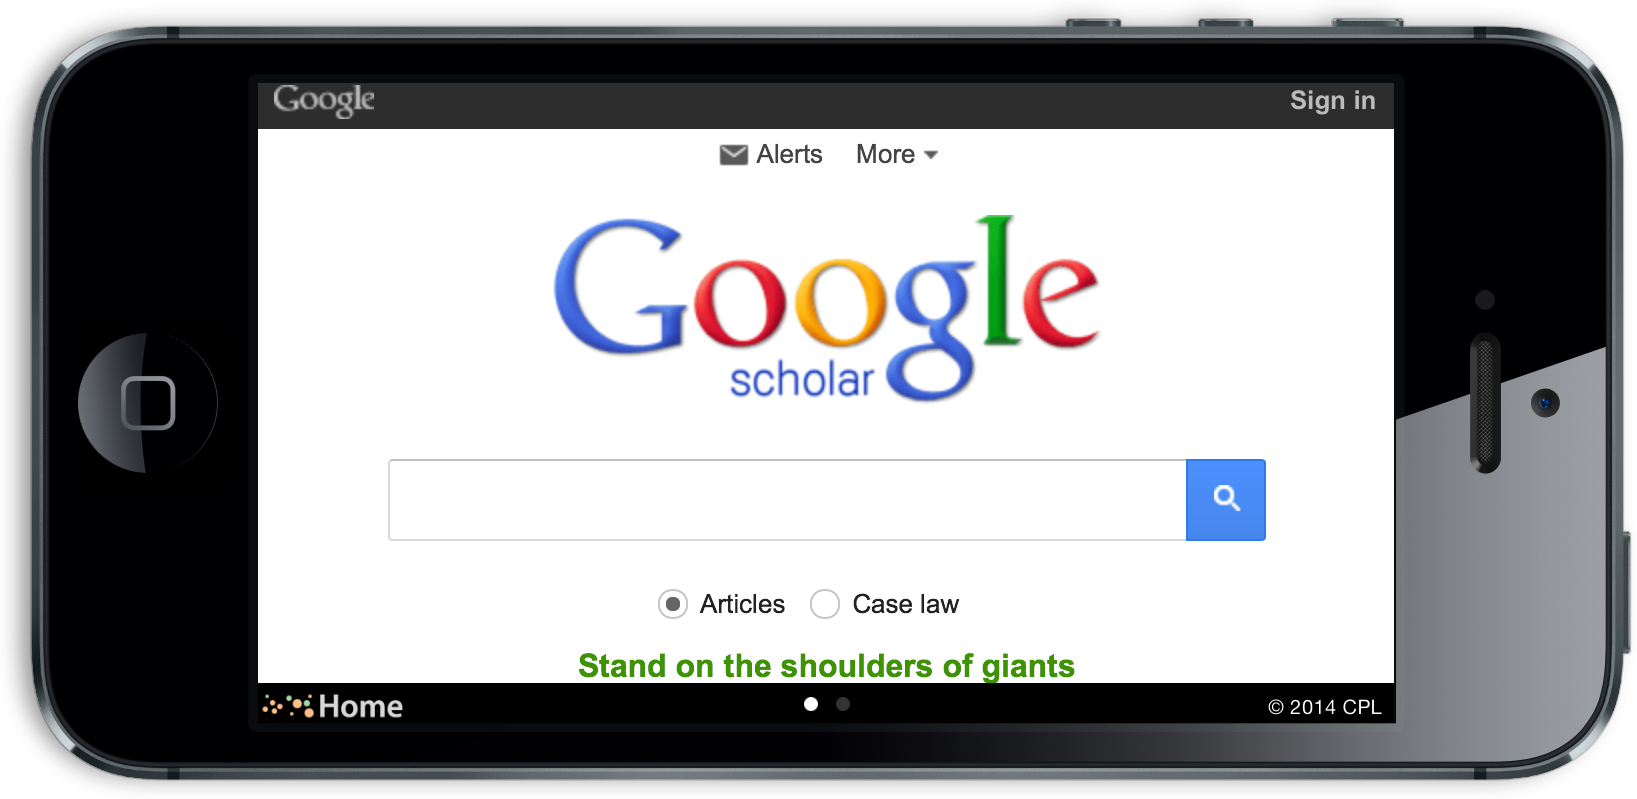 Google Sign in
Alerts More
Google
scholar
Articles Case law
Stand on the shoulders of giants
Home © 2014 CPL